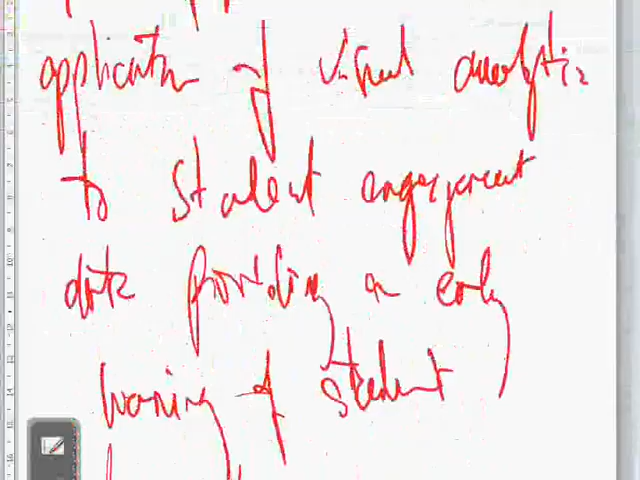 application of visual analytics
to student engagement
data providing an early
warning of student